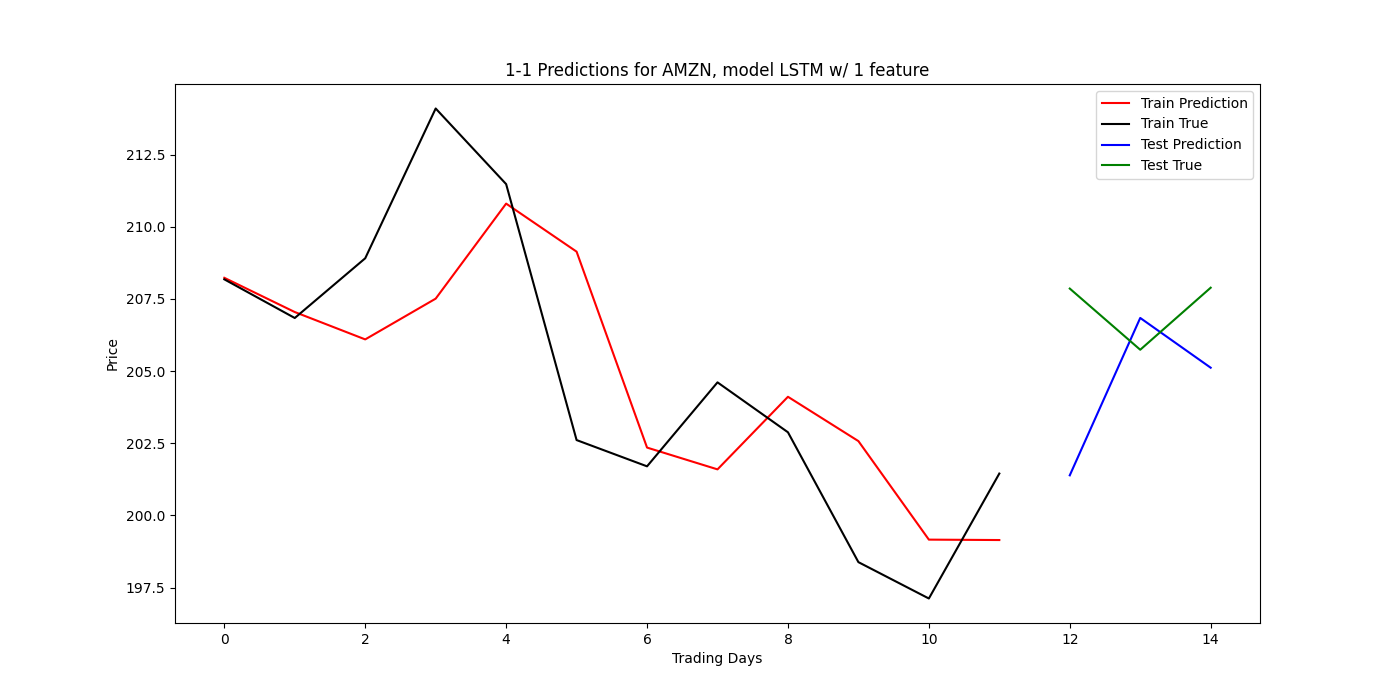 1-1 Predictions for AMZN, model LSTM w/ 1 feature
Train Prediction
Train True
Test Prediction
Test True
Price
212.5
210.0
207.5
205.0
202.5
200.0
197.5
0 2 4 6 8 10 12 14
Trading Days